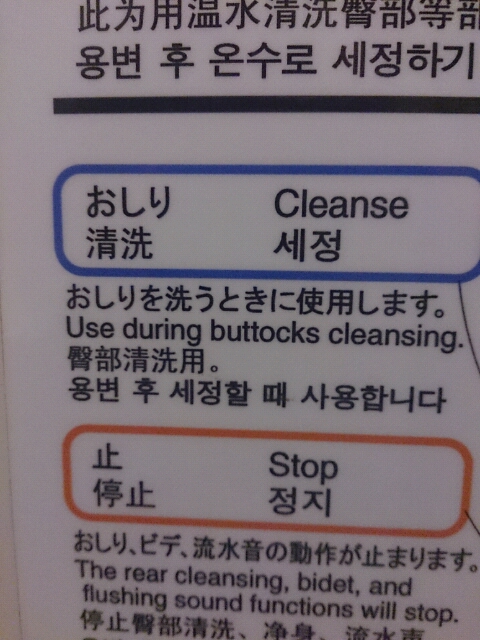 此为用温水清洗臀部等部
용변 후 온수로 세정하기
おしり Cleanse
清洗 세정
おしりを洗うときに使用します。
Use during buttocks cleansing.
臀部清洗用。
용변 후 세정할 때 사용합니다
止 Stop
停止 정지
おしり、ビデ、流水音の動作が止まります。
The rear cleansing, bidet, and
flushing sound functions will stop.
停止臀部清洗、净身、流水声